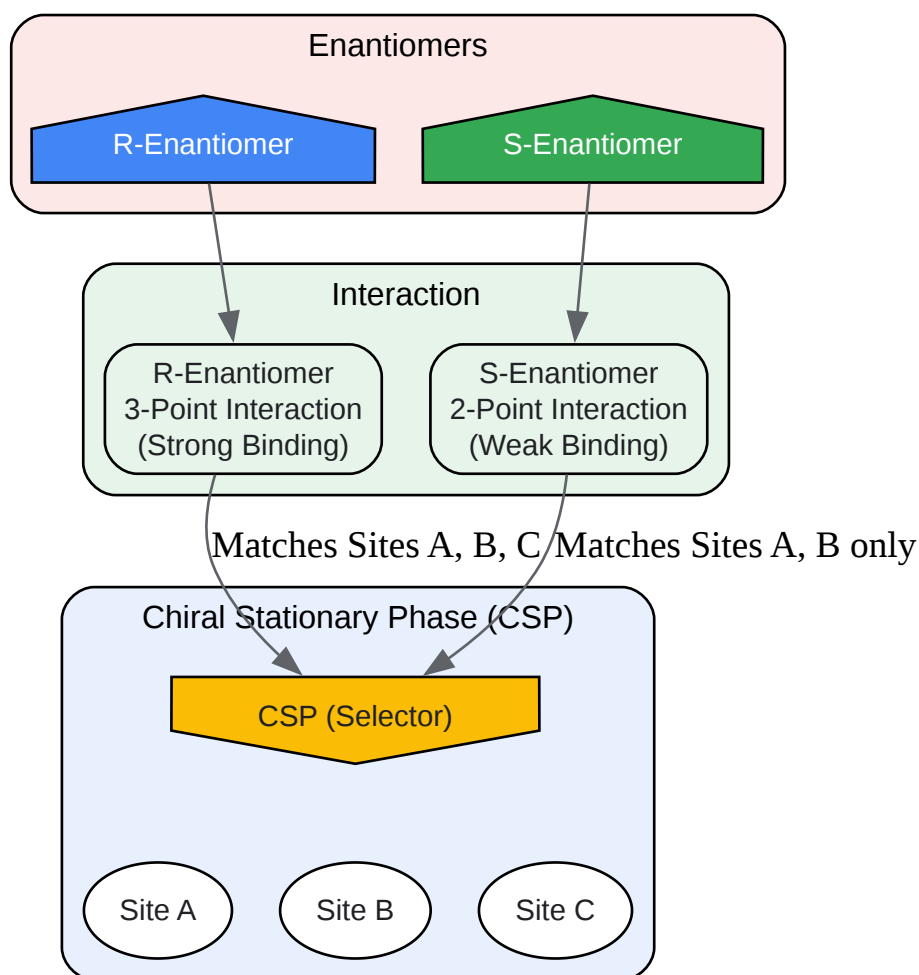 Enantiomers
R-Enantiomer
S-Enantiomer
Interaction
R-Enantiomer
3-Point Interaction
(Strong Binding)
S-Enantiomer
2-Point Interaction
(Weak Binding)
Matches Sites A, B, C
Matches Sites A, B only
Chiral Stationary Phase (CSP)
CSP (Selector)
Site A
Site B
Site C